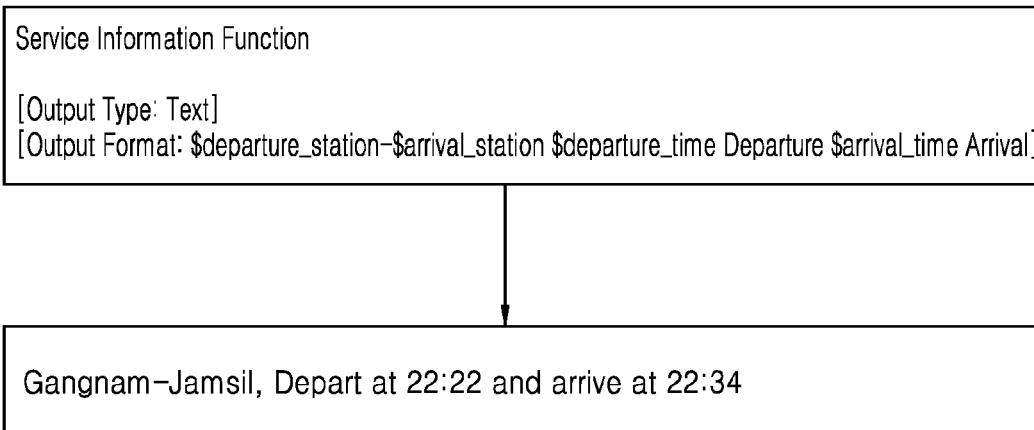 Service Information Function
[Output Type: Text]
[Output Format: $departure_station-$arrival_station $departure_time Departure $arrival_time Arrival]
Gangnam-Jamsil, Depart at 22:22 and arrive at 22:34